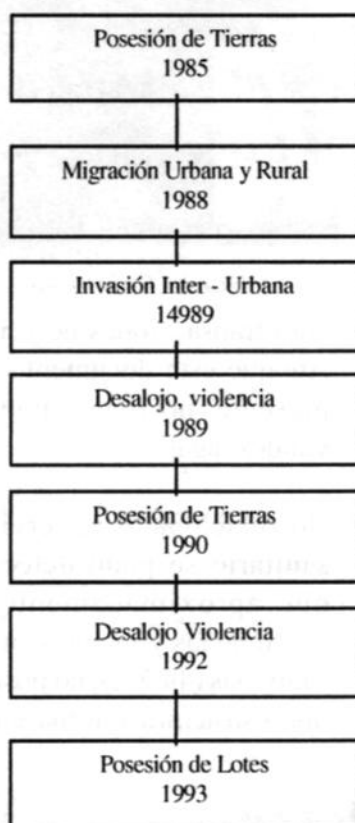 Posesión de Tierras
1985
Migración Urbana y Rural
1988
Invasión Inter - Urbana
14989
Desalojo, violencia
1989
Posesión de Tierras
1990
Desalojo Violencia
1992
Posesión de Lotes
1993